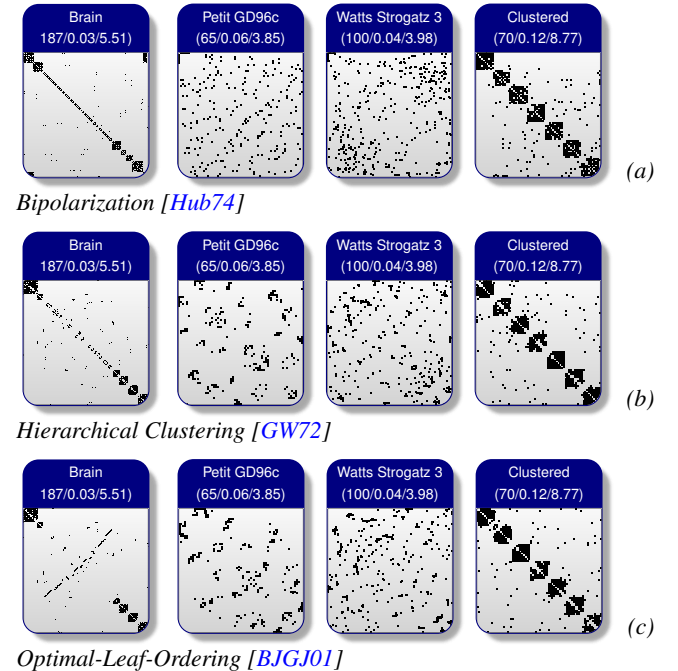 Brain
187/0.03/5.51)
Petit GD96c
(65/0.06/3.85)
Watts Strogatz 3
(100/0.04/3.98)
Clustered
(70/0.12/8.77)
(a)
Bipolarization [Hub74]
Brain
187/0.03/5.51)
Petit GD96c
(65/0.06/3.85)
Watts Strogatz 3
(100/0.04/3.98)
Clustered
(70/0.12/8.77)
(b)
Hierarchical Clustering [GW72]
Brain
187/0.03/5.51)
Petit GD96c
(65/0.06/3.85)
Watts Strogatz 3
(100/0.04/3.98)
Clustered
(70/0.12/8.77)
(c)
Optimal-Leaf-Ordering [BJGJ01]